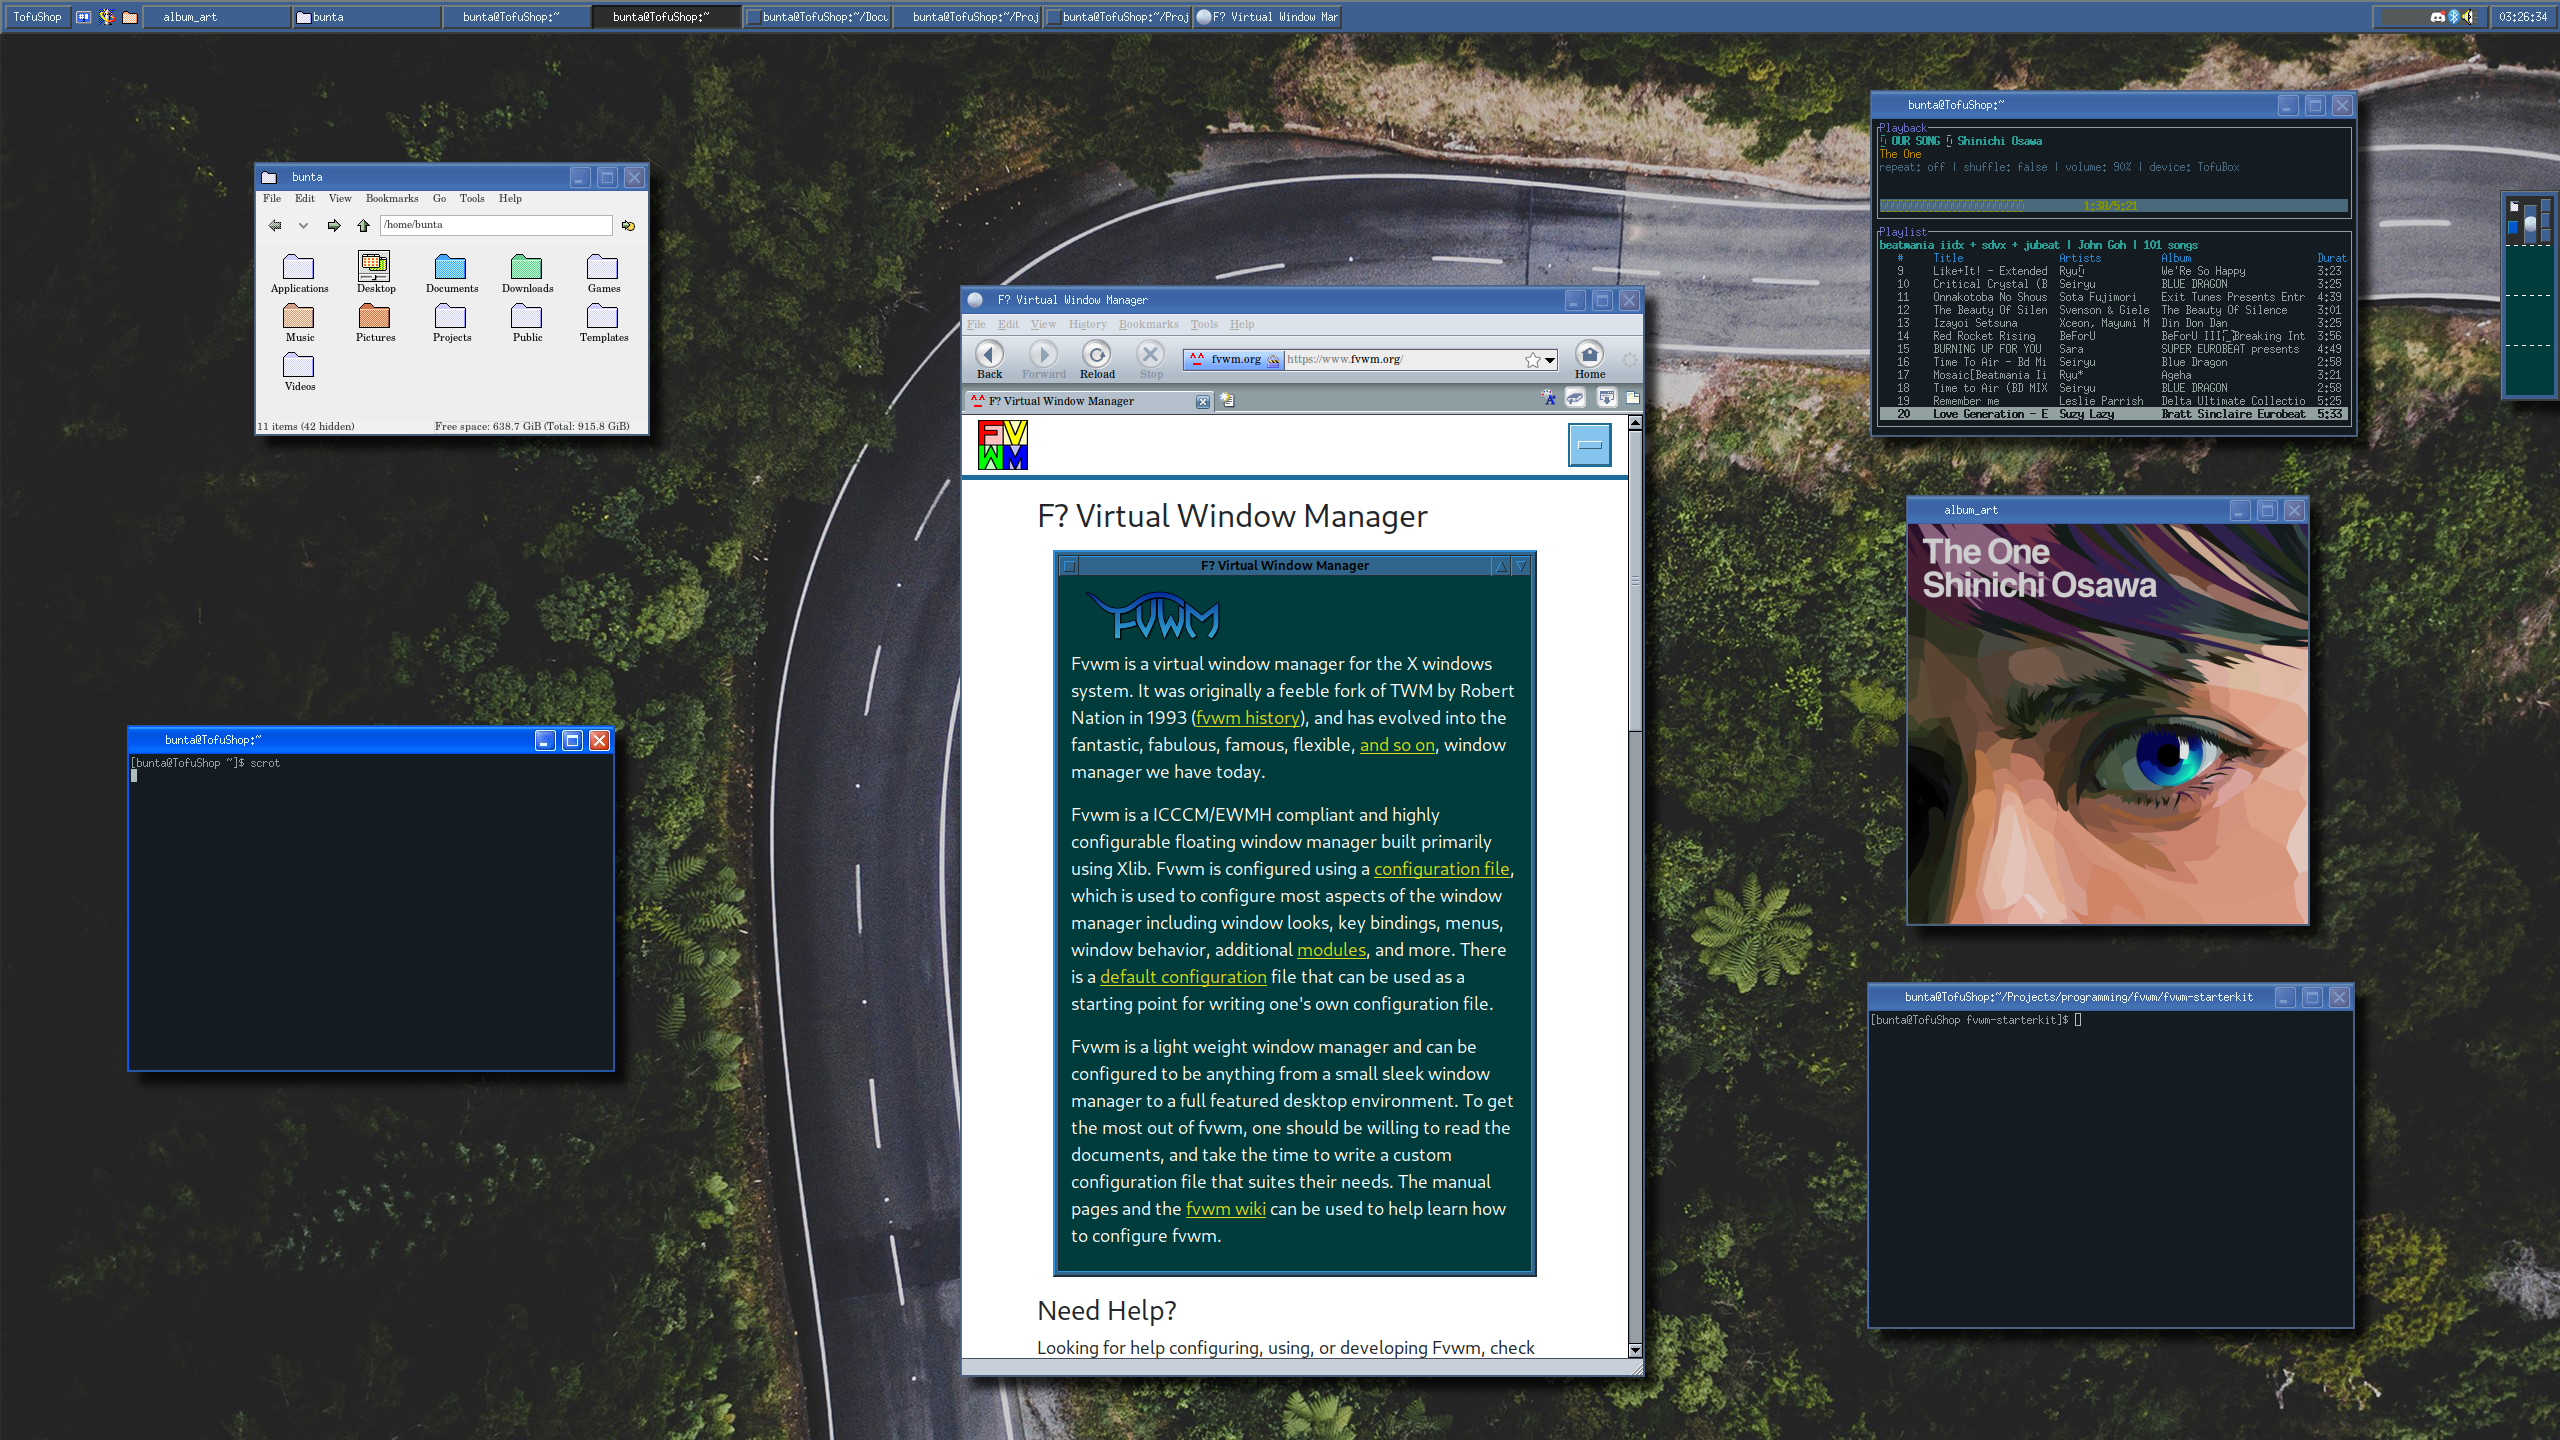 TofuShop
album_art
bunta
bunta@TofuShop:~
bunta@TofuShop:~
bunta@TofuShop:~/Docu
bunta@TofuShop:~/Proj
bunta@TofuShop:~/Proj
F? Virtual Window Mar
03:26:34
bunta
File Edit View Bookmarks Go Tools Help
/home/bunta
Applications Desktop Documents Downloads Games
Music Pictures Projects Public Templates
Videos
11 items (42 hidden) Free space: 638.7 GiB (Total: 915.8 GiB)
bunta@TofuShop:~
[bunta@TofuShop ~]$ scrot
F? Virtual Window Manager
File Edit View History Bookmarks Tools Help
Back Forward Reload Stop fvwm.org https://www.fvwm.org/ Home
F? Virtual Window Manager
FVWM
F? Virtual Window Manager
F? Virtual Window Manager
FVWM
Fvwm is a virtual window manager for the X windows
system. It was originally a feeble fork of TWM by Robert
Nation in 1993 (fvwm history), and has evolved into the
fantastic, fabulous, famous, flexible, and so on, window
manager we have today.
Fvwm is a ICCCM/EWMH compliant and highly
configurable floating window manager built primarily
using Xlib. Fvwm is configured using a configuration file,
which is used to configure most aspects of the window
manager including window looks, key bindings, menus,
window behavior, additional modules, and more. There
is a default configuration file that can be used as a
starting point for writing one's own configuration file.
Fvwm is a light weight window manager and can be
configured to be anything from a small sleek window
manager to a full featured desktop environment. To get
the most out of fvwm, one should be willing to read the
documents, and take the time to write a custom
configuration file that suites their needs. The manual
pages and the fvwm wiki can be used to help learn how
to configure fvwm.
Need Help?
Looking for help configuring, using, or developing Fvwm, check
bunta@TofuShop:~
Playback
OUR SONG Shinichi Osawa
The One
repeat: off | shuffle: false | volume: 90% | device: TofuBox
1:38/5:21
Playlist
beatmania iidx + sdvx + jubeat | John Goh | 101 songs
# Title Artists Album Durat
9 Like+It! - Extended Ryu We'Re So Happy 3:23
10 Critical Crystal (B Seiryu BLUE DRAGON 3:25
11 Onnakotoba No Shous Sota Fujimori Exit Tunes Presents Entr 4:39
12 The Beauty Of Silen Svenson & Giele The Beauty Of Silence 3:01
13 Izayoi Setsuna Xceon, Mayumi M Din Don Dan 3:25
14 Red Rocket Rising BeForU BeForU III Breaking Int 3:56
15 BURNING UP FOR YOU Sara SUPER EUROBEAT presents 4:49
16 Time To Air - Bd Mi Seiryu Blue Dragon 2:58
17 Mosaic[Beatmania Ii Ryu* Ageha 3:21
18 Time to Air (BD MIX Seiryu BLUE DRAGON 2:58
19 Remember me Leslie Parrish Delta Ultimate Collectio 5:25
20 Love Generation - E Suzy Lazy Bratt Sinclaire Eurobeat 5:33
album_art
The One
Shinichi Osawa
bunta@TofuShop:~/Projects/programming/fvwm/fvwm-starterkit
[bunta@TofuShop fvwm-starterkit]$